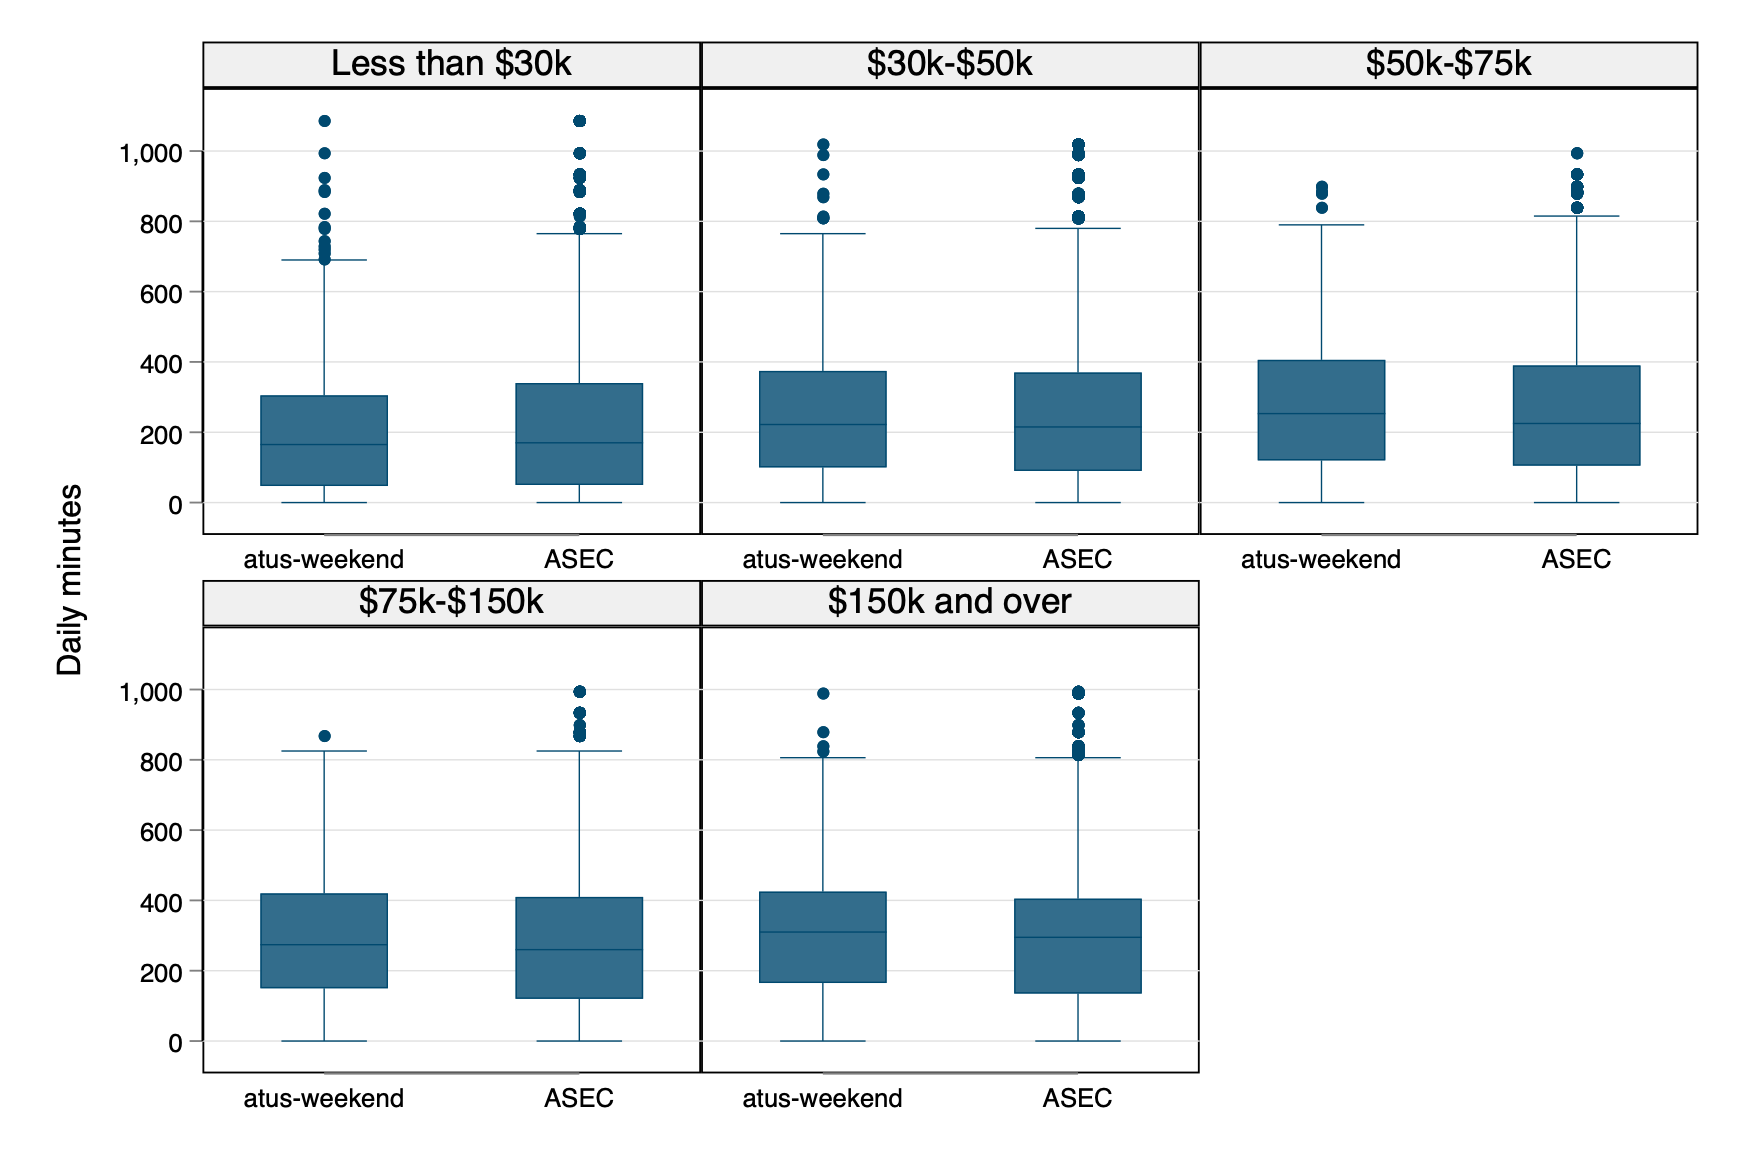 Less than $30k
$30k-$50k
$50k-$75k
1,000
800
600
400
200
0
atus-weekend
ASEC
atus-weekend
ASEC
atus-weekend
ASEC
Daily minutes
$75k-$150k
$150k and over
1,000
800
600
400
200
0
atus-weekend
ASEC
atus-weekend
ASEC